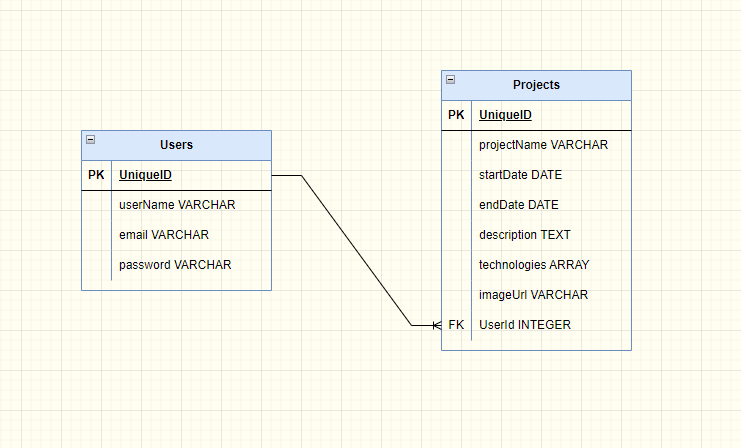 Users
PK UniqueID
userName VARCHAR
email VARCHAR
password VARCHAR
Projects
PK UniqueID
projectName VARCHAR
startDate DATE
endDate DATE
description TEXT
technologies ARRAY
imageUrl VARCHAR
FK UserId INTEGER